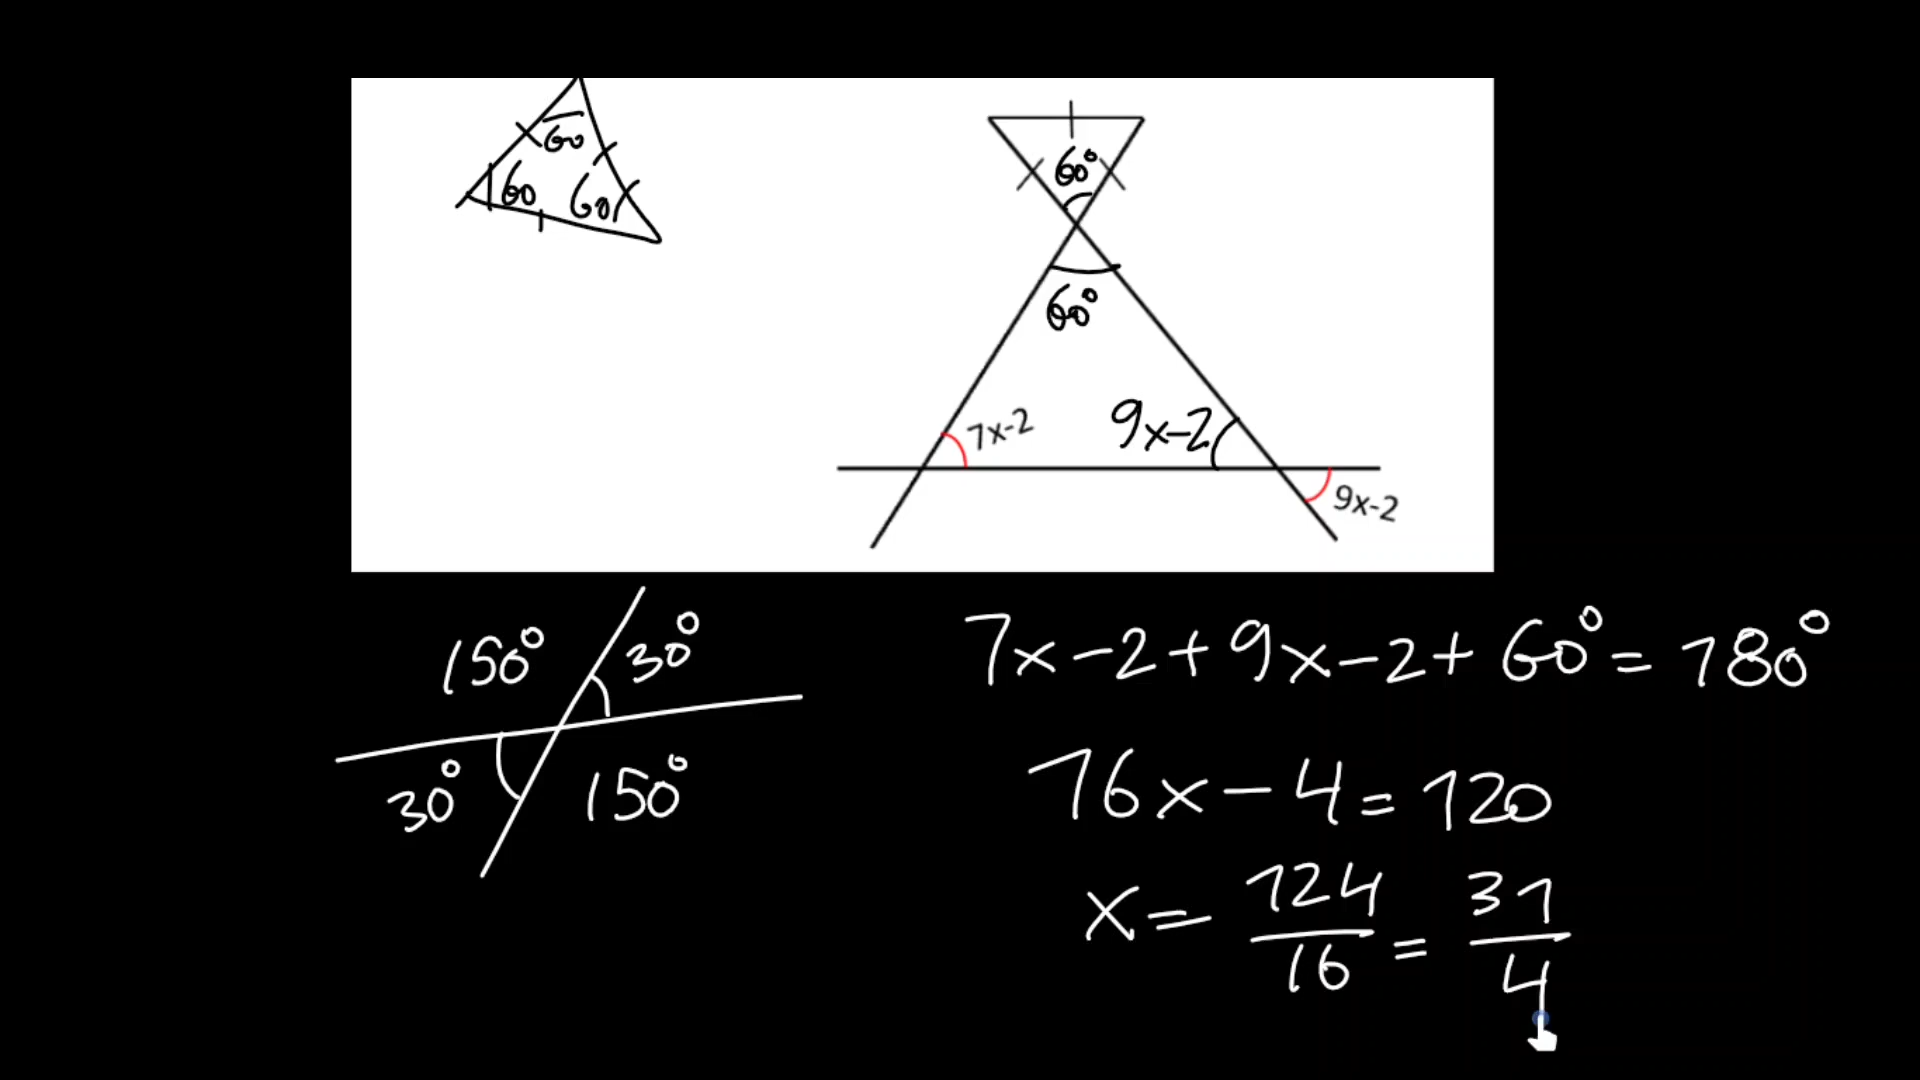 60
60 60
60°
60°
7x-2
9x-2
9x-2
150° 30°
30° 150°
7x-2+9x-2+60°=180°
16x-4=120
x=124/16=31/4